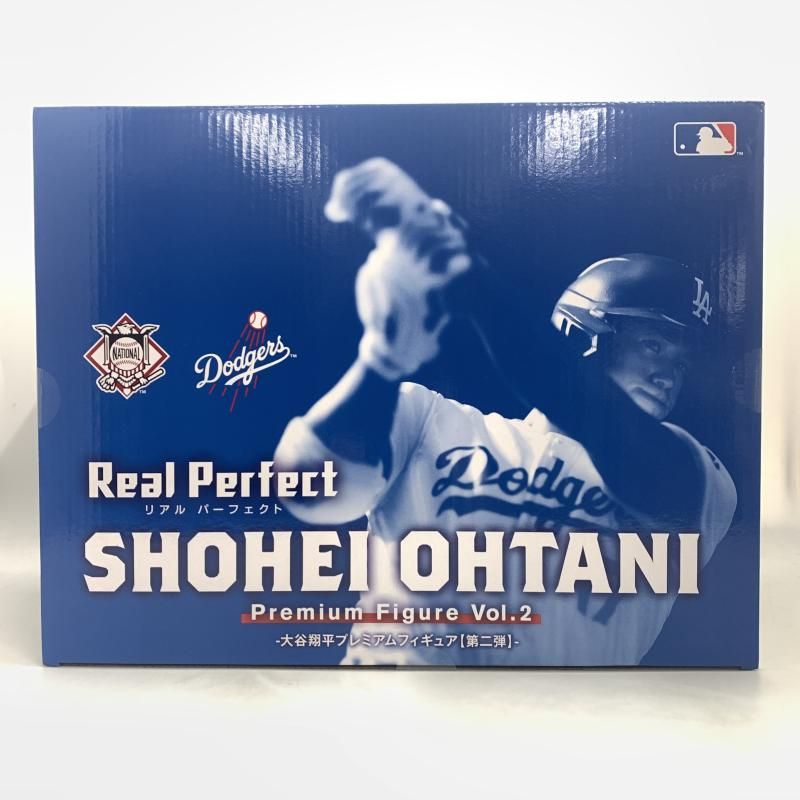 NATIONAL
Dodgers
LA
Dodge
Real Perfect
リアル パーフェクト
SHOHEI OHTANI
Premium Figure Vol.2
-大谷翔平プレミアムフィギュア【第二弾】-